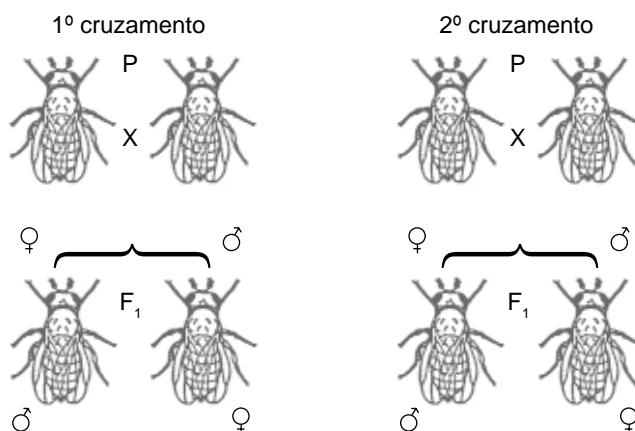 1º cruzamento
P
X
♀ ♂
F₁
♂ ♀
2º cruzamento
P
X
♀ ♂
F₁
♂ ♀